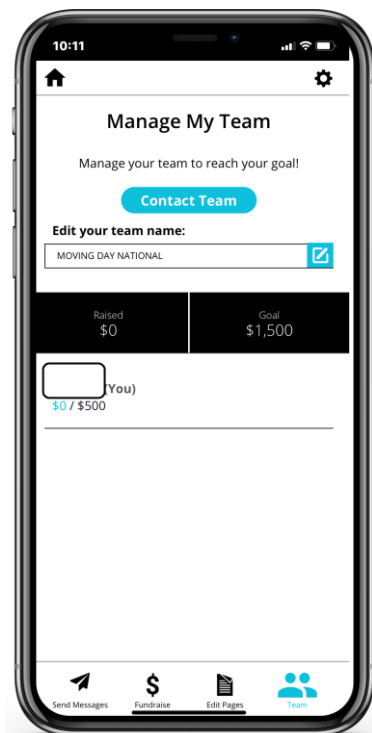 10:11
Manage My Team
Manage your team to reach your goal!
Contact Team
Edit your team name:
MOVING DAY NATIONAL
Raised Goal
$0 $1,500
(You)
$0 / $500
Send Messages Fundraise Edit Pages Team